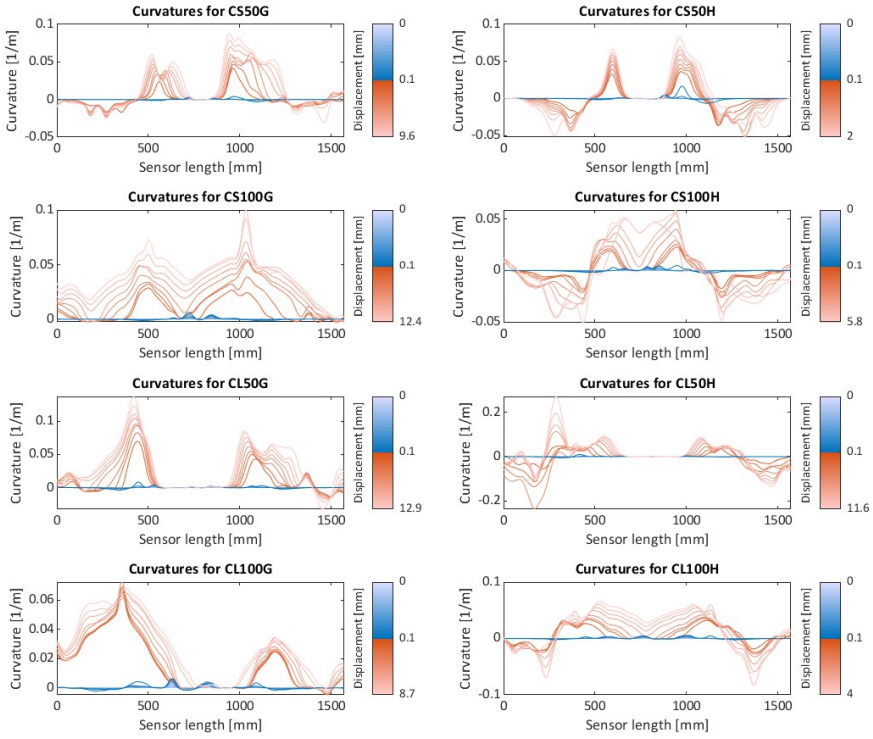 Curvatures for CS50G
Curvature [1/m]
0.1
0.05
0
-0.05
0 500 1000 1500
Sensor length [mm]
Displacement [mm]
0
0.1
9.6
Curvatures for CS50H
Curvature [1/m]
0.1
0.05
0
-0.05
0 500 1000 1500
Sensor length [mm]
Displacement [mm]
0
0.1
2
Curvatures for CS100G
Curvature [1/m]
0.1
0.05
0
0 500 1000 1500
Sensor length [mm]
Displacement [mm]
0
0.1
12.4
Curvatures for CS100H
Curvature [1/m]
0.05
0
-0.05
0 500 1000 1500
Sensor length [mm]
Displacement [mm]
0
0.1
5.8
Curvatures for CL50G
Curvature [1/m]
0.1
0.05
0
0 500 1000 1500
Sensor length [mm]
Displacement [mm]
0
0.1
12.9
Curvatures for CL50H
Curvature [1/m]
0.2
0
-0.2
0 500 1000 1500
Sensor length [mm]
Displacement [mm]
0
0.1
11.6
Curvatures for CL100G
Curvature [1/m]
0.06
0.04
0.02
0
0 500 1000 1500
Sensor length [mm]
Displacement [mm]
0
0.1
8.7
Curvatures for CL100H
Curvature [1/m]
0.1
0
-0.1
0 500 1000 1500
Sensor length [mm]
Displacement [mm]
0
0.1
4